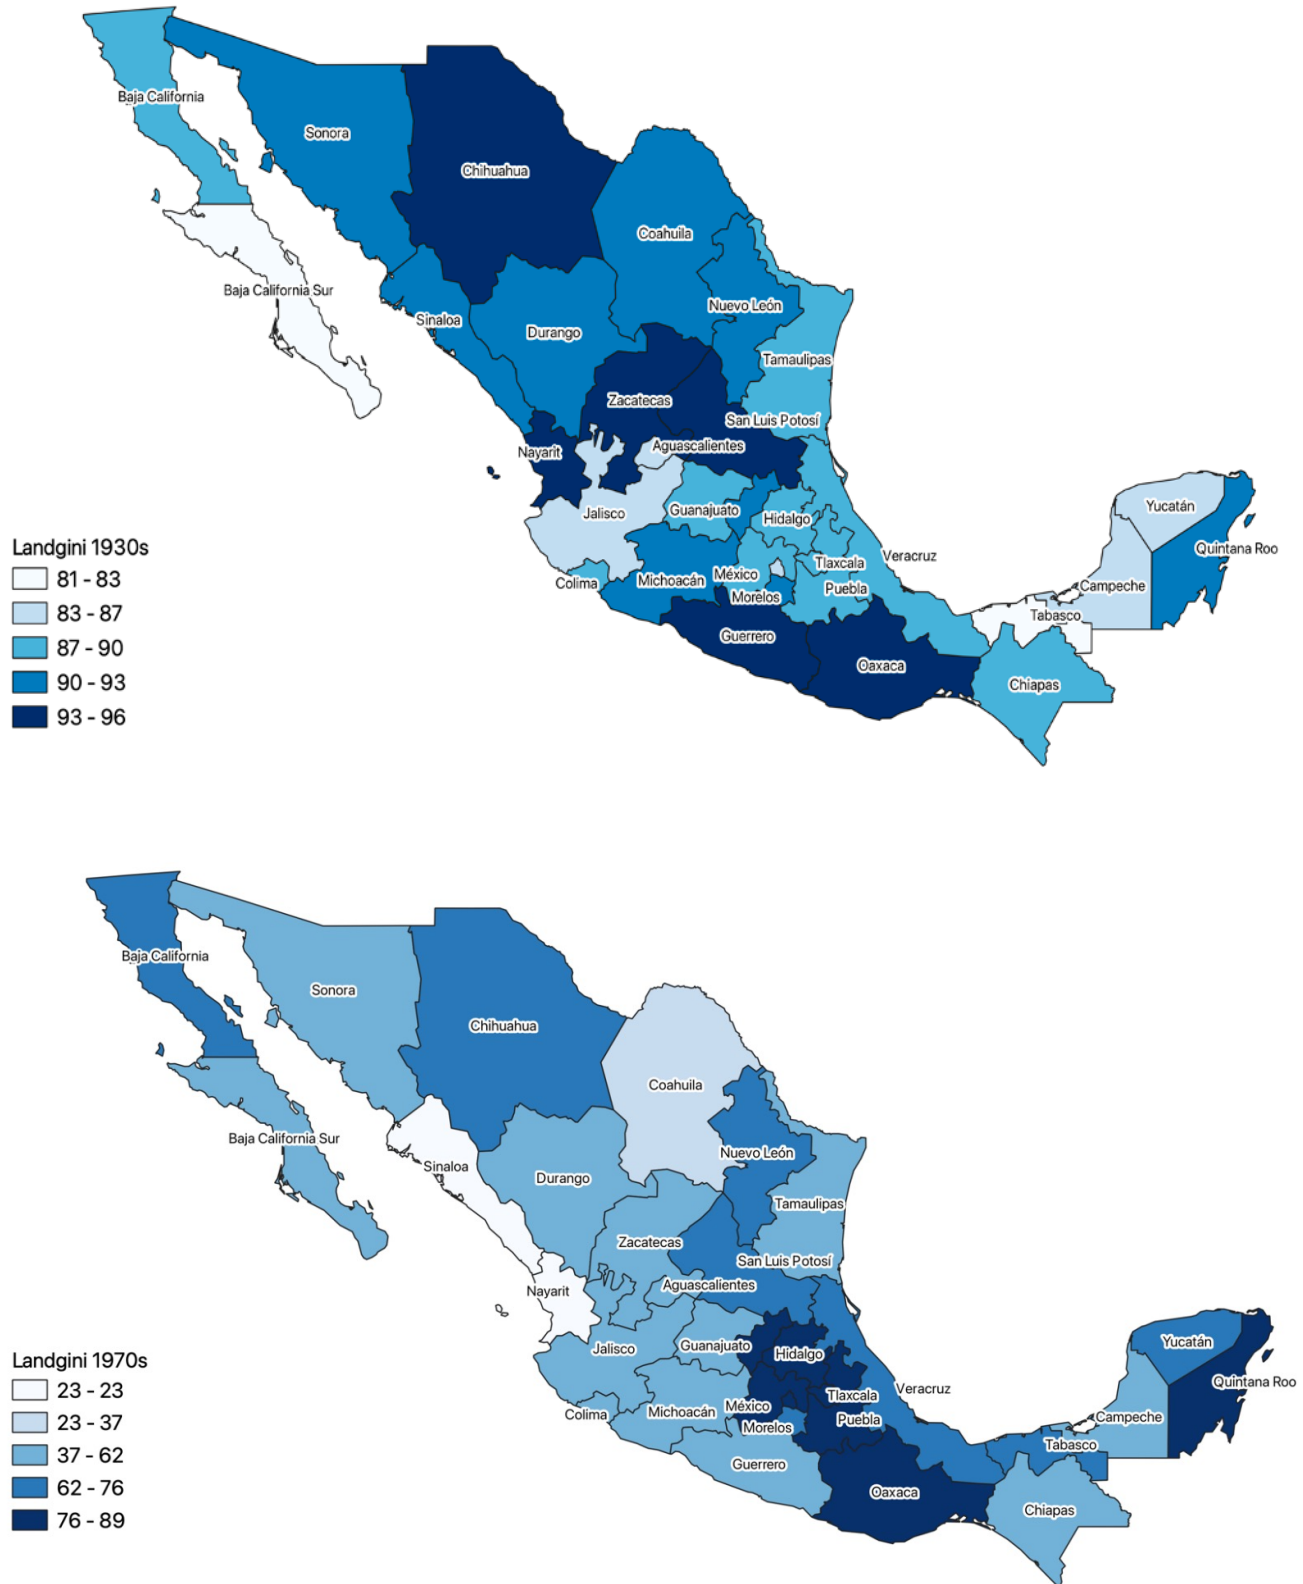 Baja California
Sonora
Chihuahua
Coahuila
Baja California Sur
Nuevo León
Sinaloa
Durango
Tamaulipas
Zacatecas
San Luis Potosí
Nayarit
Aguascalientes
Jalisco
Guanajuato
Hidalgo
Yucatán
Quintana Roo
Veracruz
Tlaxcala
Colima
Michoacán
México
Puebla
Campeche
Morelos
Tabasco
Guerrero
Oaxaca
Chiapas
Landgini 1930s
81 - 83
83 - 87
87 - 90
90 - 93
93 - 96
Baja California
Sonora
Chihuahua
Coahuila
Baja California Sur
Nuevo León
Sinaloa
Durango
Tamaulipas
Zacatecas
San Luis Potosí
Nayarit
Aguascalientes
Jalisco
Guanajuato
Hidalgo
Yucatán
Quintana Roo
Veracruz
Tlaxcala
Colima
Michoacán
México
Puebla
Campeche
Morelos
Tabasco
Guerrero
Oaxaca
Chiapas
Landgini 1970s
23 - 23
23 - 37
37 - 62
62 - 76
76 - 89